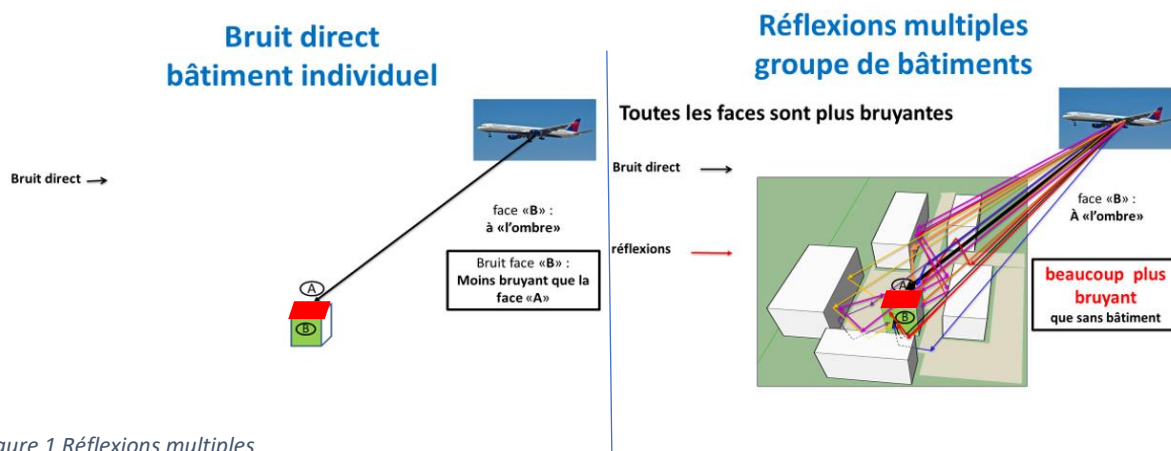 Bruit direct
bâtiment individuel
Bruit direct
face «B» :
à «l’ombre»
Bruit face «B» :
Moins bruyant que la
face «A»
A
B
Réflexions multiples
groupe de bâtiments
Toutes les faces sont plus bruyantes
Bruit direct
face «B» :
À «l’ombre»
réflexions
beaucoup plus
bruyant
que sans bâtiment
A
B
gure 1 Réflexions multiples